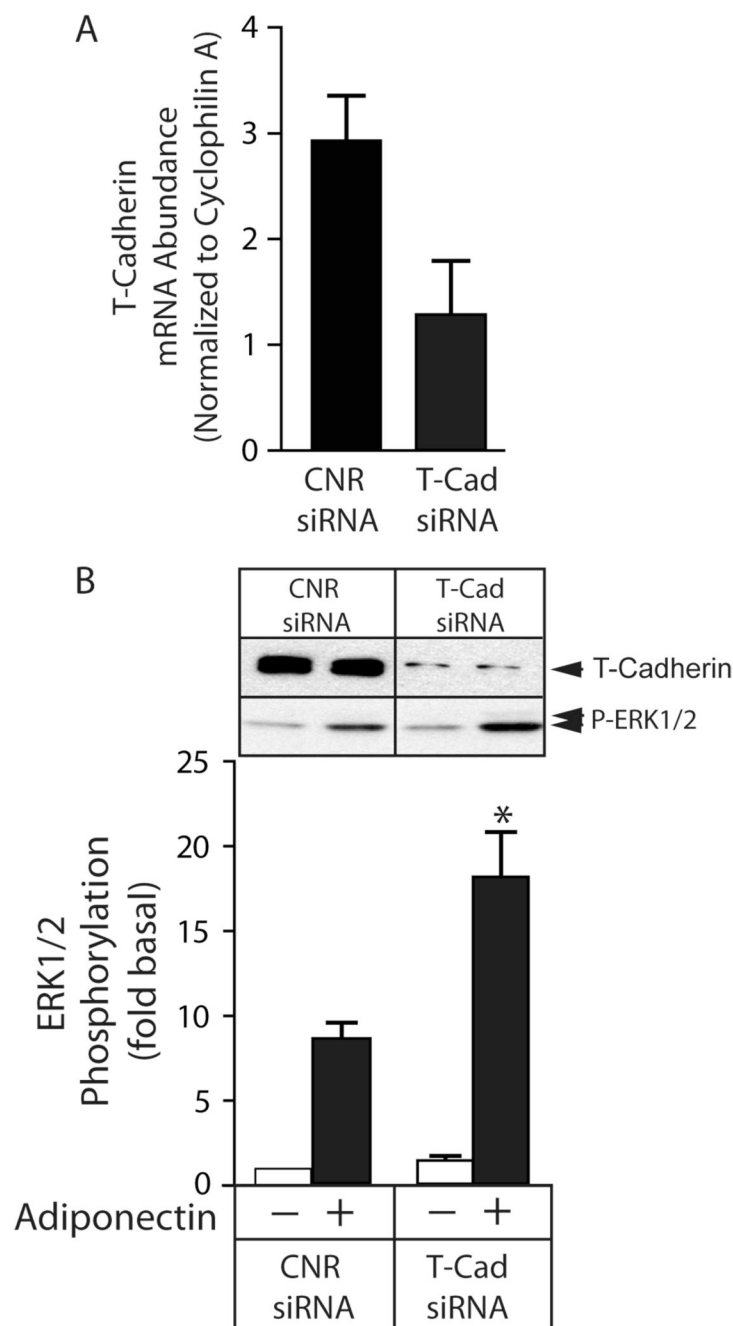 A
T-Cadherin
mRNA Abundance
(Normalized to Cyclophilin A)
4
3
2
1
0
CNR
siRNA
T-Cad
siRNA
B
CNR
siRNA
T-Cad
siRNA
T-Cadherin
P-ERK1/2
ERK1/2
Phosphorylation
(fold basal)
25
20
15
10
5
0
*
Adiponectin − + − +
CNR
siRNA
T-Cad
siRNA